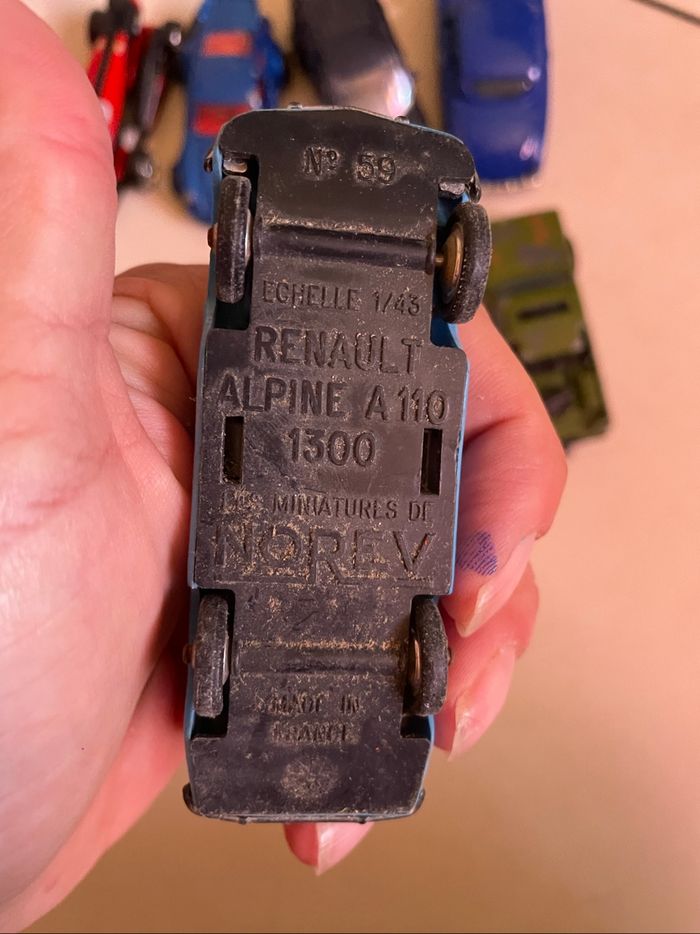 Nº 59
ECHELLE 1/43
RENAULT
ALPINE A 110
1300
LES MINIATURES DE
NOREV
MADE IN
FRANCE